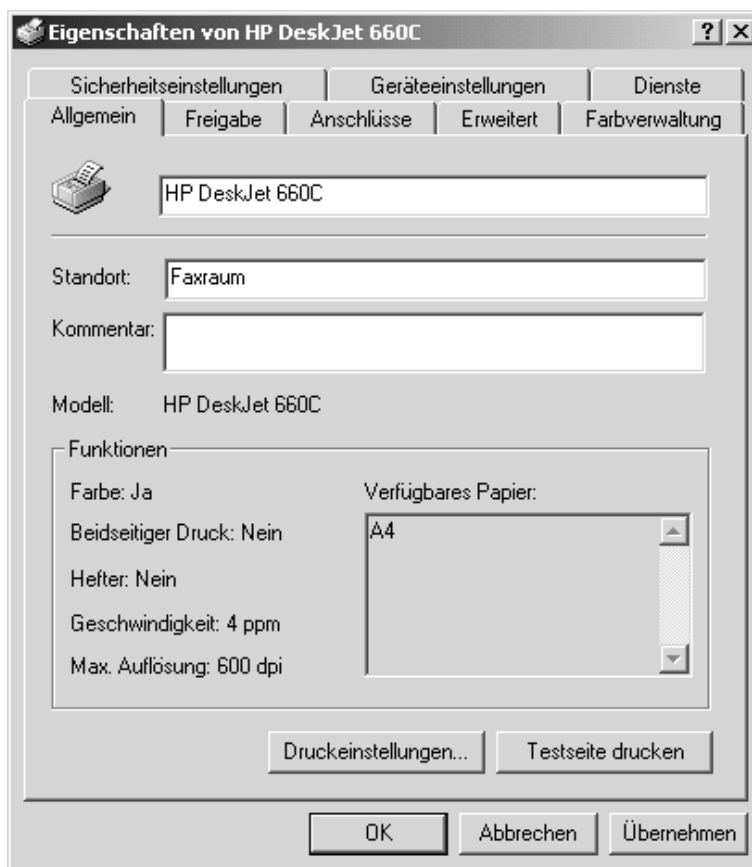 Eigenschaften von HP DeskJet 660C
Sicherheitseinstellungen Geräteeinstellungen Dienste
Allgemein Freigabe Anschlüsse Erweitert Farbverwaltung
HP DeskJet 660C
Standort: Faxraum
Kommentar:
Modell: HP DeskJet 660C
Funktionen
Farbe: Ja Verfügbares Papier:
Beidseitiger Druck: Nein A4
Hefter: Nein
Geschwindigkeit: 4 ppm
Max. Auflösung: 600 dpi
Druckeinstellungen... Testseite drucken
OK Abbrechen Übernehmen